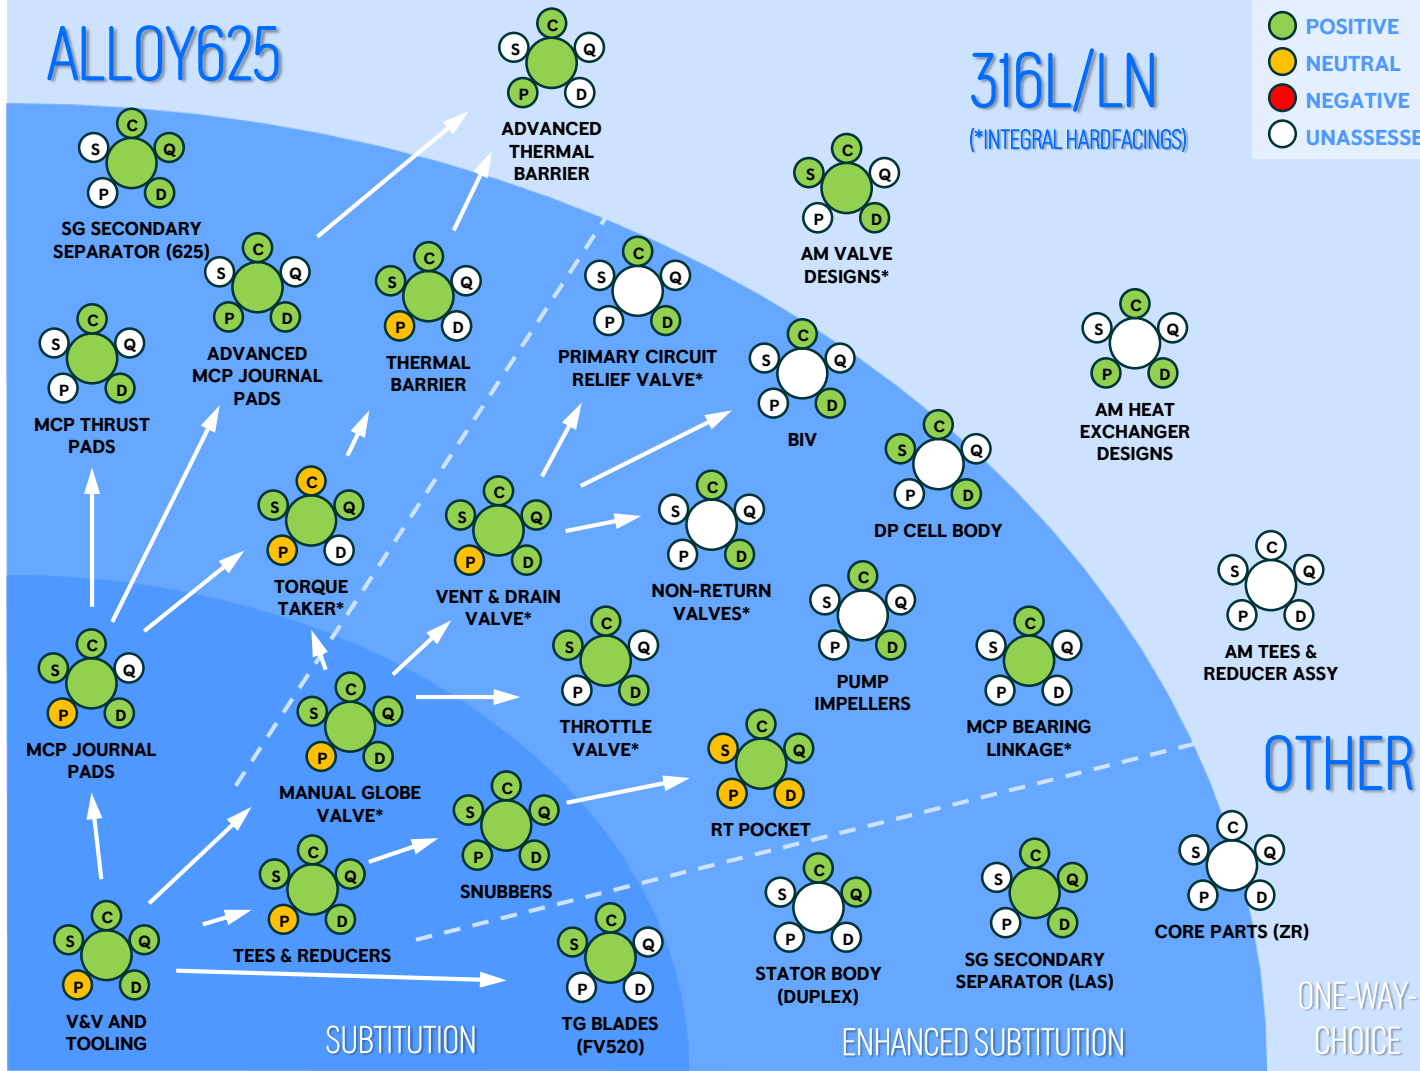 ALLOY625
316L/LN
(*INTEGRAL HARDFACINGS)
POSITIVE
NEUTRAL
NEGATIVE
UNASSESSE
C
S
Q
P
D
ADVANCED
THERMAL
BARRIER
C
S
Q
P
D
SG SECONDARY
SEPARATOR (625)
C
S
Q
P
D
AM VALVE
DESIGNS*
C
S
Q
P
D
ADVANCED
MCP JOURNAL
PADS
C
S
Q
P
D
THERMAL
BARRIER
C
S
Q
P
D
PRIMARY CIRCUIT
RELIEF VALVE*
C
S
Q
P
D
MCP THRUST
PADS
C
S
Q
P
D
BIV
C
S
Q
P
D
AM HEAT
EXCHANGER
DESIGNS
C
S
Q
P
D
DP CELL BODY
C
S
Q
P
D
TORQUE
TAKER*
C
S
Q
P
D
VENT & DRAIN
VALVE*
C
S
Q
P
D
NON-RETURN
VALVES*
C
S
Q
P
D
PUMP
IMPELLERS
C
S
Q
P
D
AM TEES &
REDUCER ASSY
C
S
Q
P
D
MCP JOURNAL
PADS
C
S
Q
P
D
THROTTLE
VALVE*
C
S
Q
P
D
MCP BEARING
LINKAGE*
OTHER
C
S
Q
P
D
MANUAL GLOBE
VALVE*
C
S
Q
P
D
RT POCKET
C
S
Q
P
D
SNUBBERS
C
S
Q
P
D
TEES & REDUCERS
C
S
Q
P
D
STATOR BODY
(DUPLEX)
C
S
Q
P
D
SG SECONDARY
SEPARATOR (LAS)
C
S
Q
P
D
CORE PARTS (ZR)
C
S
Q
P
D
V&V AND
TOOLING
C
S
Q
P
D
TG BLADES
(FV520)
SUBTITUTION
ENHANCED SUBTITUTION
ONE-WAY-
CHOICE